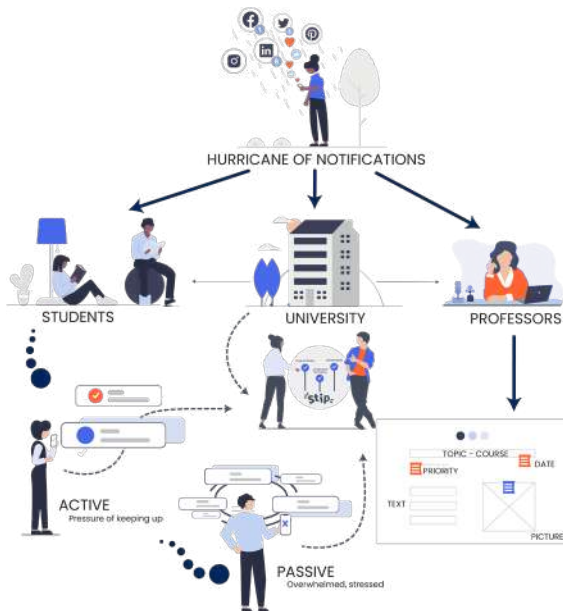 HURRICANE OF NOTIFICATIONS
STUDENTS
UNIVERSITY
PROFESSORS
stip.
ACTIVE
Pressure of keeping up
PASSIVE
Overwhelmed, stressed
TOPIC - COURSE
PRIORITY
DATE
TEXT
PICTURE